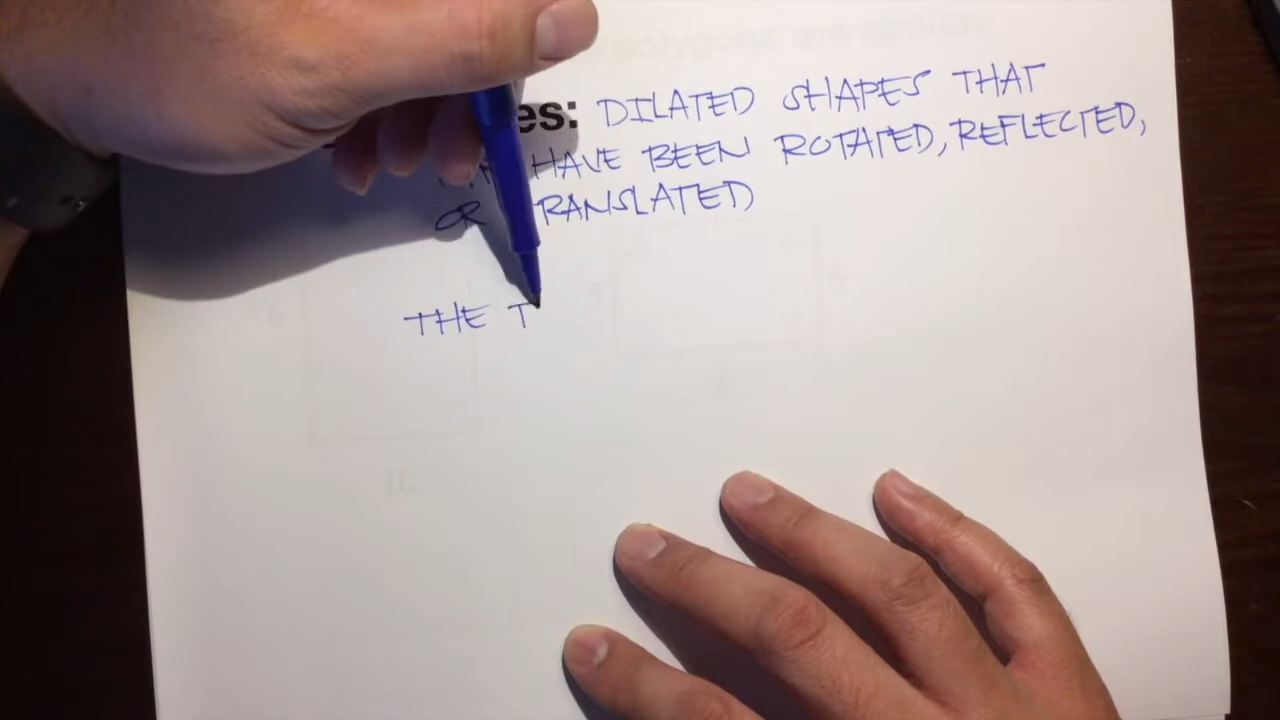 es: DILATED SHAPES THAT
HAVE BEEN ROTATED, REFLECTED,
OR TRANSLATED
THE T